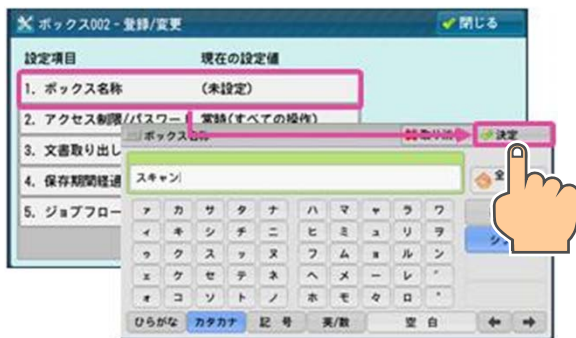 ボックス002 - 登録/変更
閉じる
設定項目 現在の設定値
1. ボックス名称 (未設定)
2. アクセス制限/パスワー 常時(すべての操作)
3. 文書取り出し
4. 保存期間経過
5. ジョブフロー
ボックス名称 取り消 決定
スキャン
全
ァ カ サ タ ナ ハ マ ャ ラ ワ
ィ キ シ チ ニ ヒ ミ ュ リ ヲ
ゥ ク ス ッ ヌ フ ム ョ ル ン
ェ ケ セ テ ネ ヘ メ ー レ ゛
ォ コ ソ ト ノ ホ モ 、 ロ ゜
ひらがな カタカナ 記号 英/数 空白 ← →